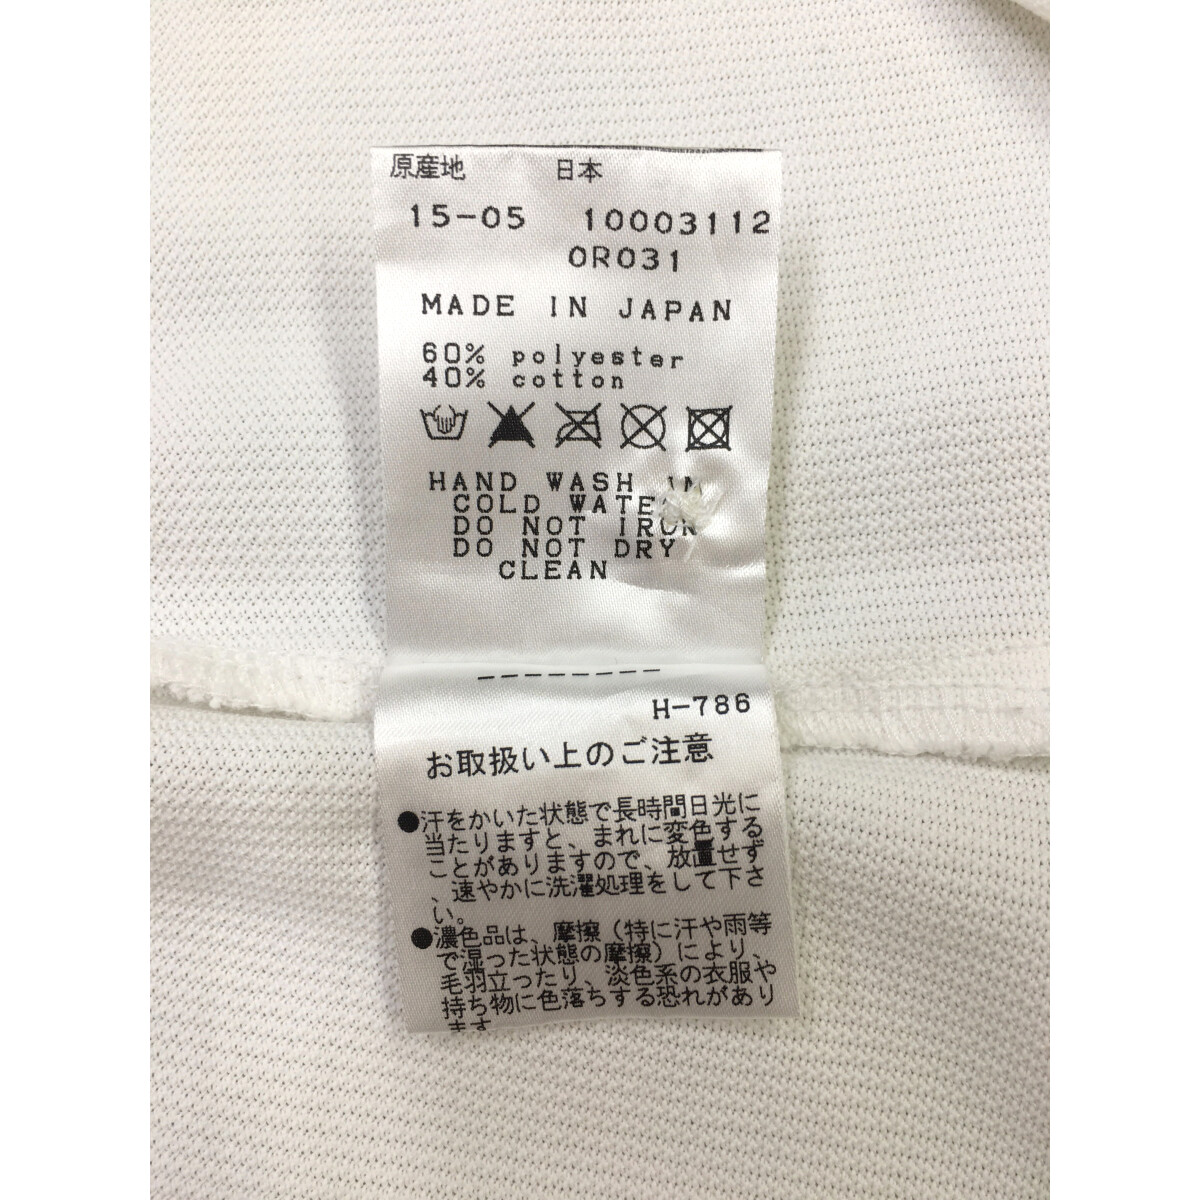 原産地 日本
15-05 10003112
0R031
MADE IN JAPAN
60% polyester
40% cotton
HAND WASH IN
COLD WATER
DO NOT IRON
DO NOT DRY
CLEAN
--------
H-786
お取扱い上のご注意
●汗をかいた状態で長時間日光に
当たりますと、まれに変色する
ことがありますので、放置せず
、速やかに洗濯処理をして下さ
い。
●濃色品は、摩擦（特に汗や雨等
で湿った状態の摩擦）により、
毛羽立ったり、淡色系の衣服や
持ち物に色落ちする恐れがあり
ます